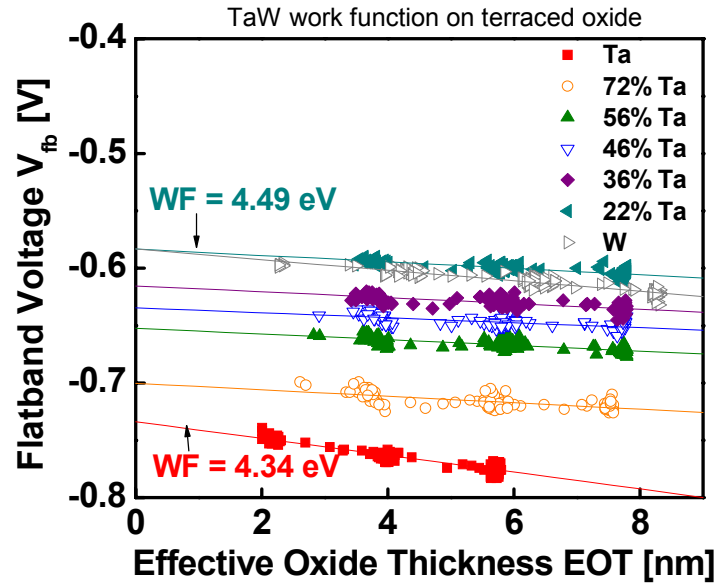 TaW work function on terraced oxide
Flatband Voltage V_fb [V]
-0.4
-0.5
-0.6
-0.7
-0.8
Ta
72% Ta
56% Ta
46% Ta
36% Ta
22% Ta
W
WF = 4.49 eV
WF = 4.34 eV
0
2
4
6
8
Effective Oxide Thickness EOT [nm]